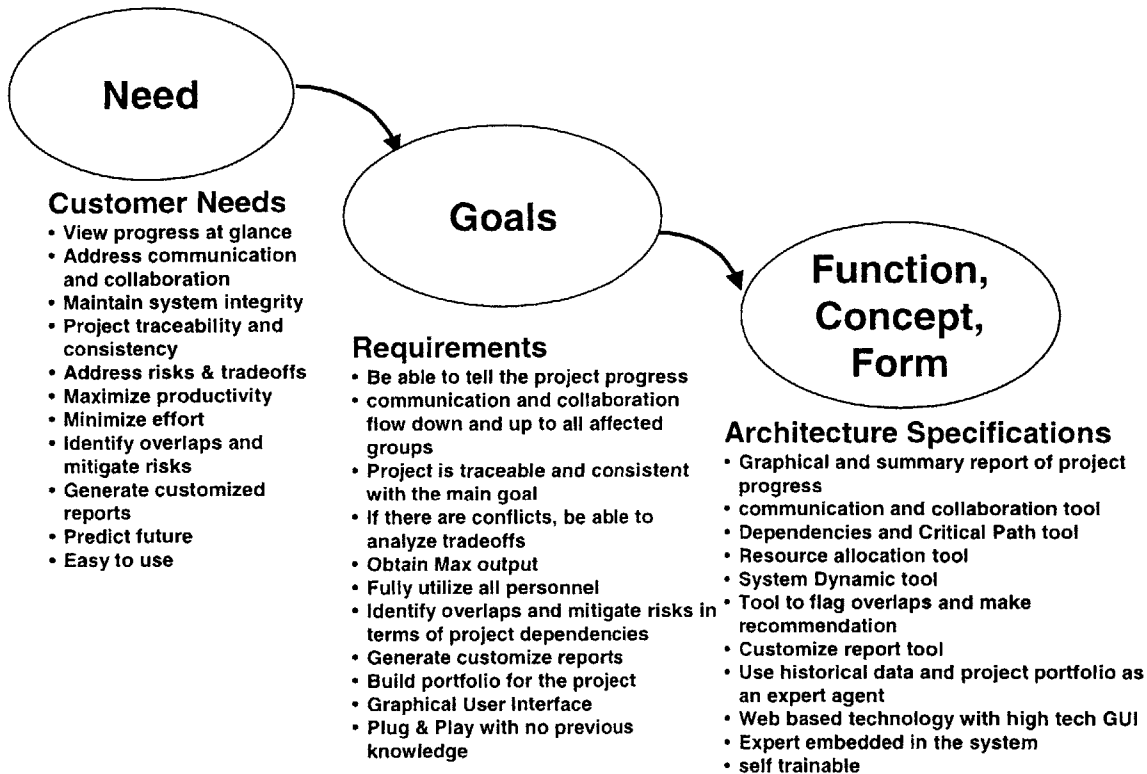 Need
Customer Needs
• View progress at glance
• Address communication
and collaboration
• Maintain system integrity
• Project traceability and
consistency
• Address risks & tradeoffs
• Maximize productivity
• Minimize effort
• Identify overlaps and
mitigate risks
• Generate customized
reports
• Predict future
• Easy to use
Goals
Requirements
• Be able to tell the project progress
• communication and collaboration
flow down and up to all affected
groups
• Project is traceable and consistent
with the main goal
• If there are conflicts, be able to
analyze tradeoffs
• Obtain Max output
• Fully utilize all personnel
• Identify overlaps and mitigate risks in
terms of project dependencies
• Generate customize reports
• Build portfolio for the project
• Graphical User Interface
• Plug & Play with no previous
knowledge
Function,
Concept,
Form
Architecture Specifications
• Graphical and summary report of project
progress
• communication and collaboration tool
• Dependencies and Critical Path tool
• Resource allocation tool
• System Dynamic tool
• Tool to flag overlaps and make
recommendation
• Customize report tool
• Use historical data and project portfolio as
an expert agent
• Web based technology with high tech GUI
• Expert embedded in the system
• self trainable